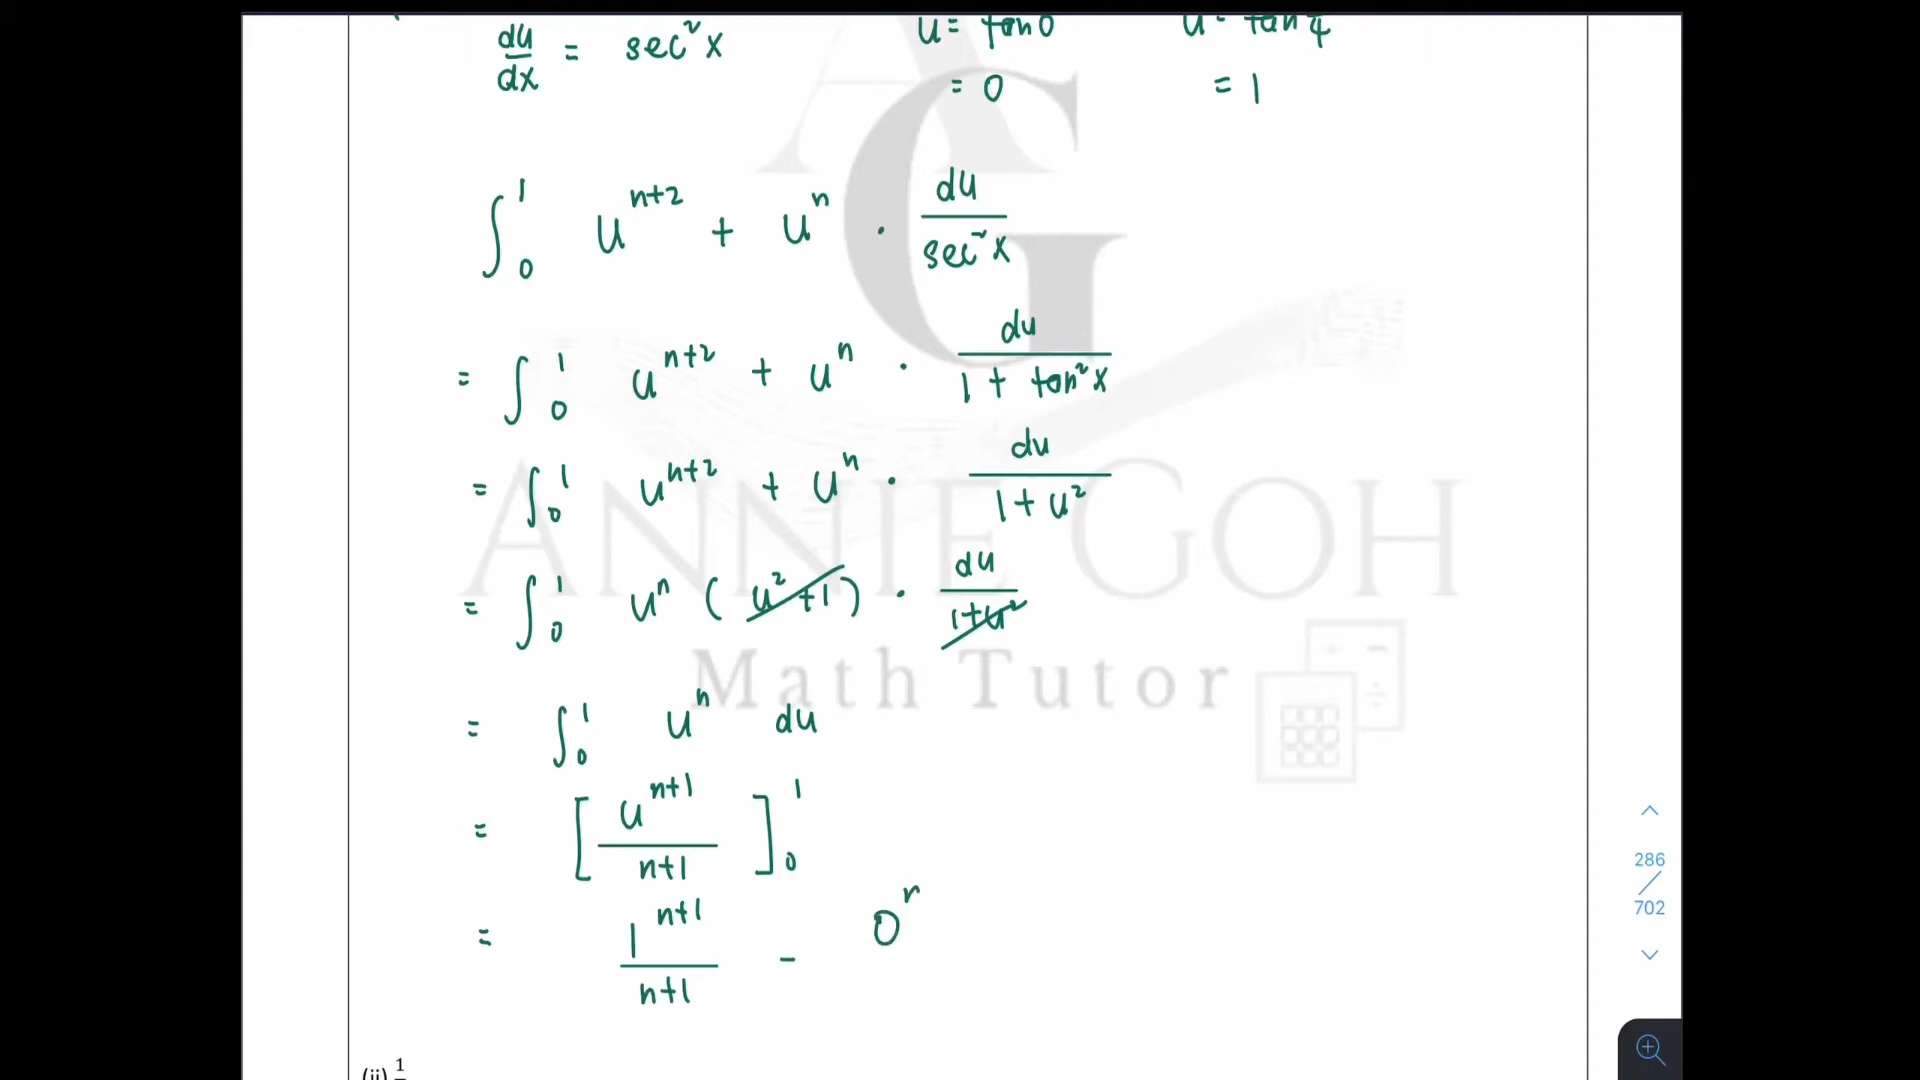 du/dx = sec²x    u = tan 0    u = tan π/4
= 0    = 1
∫₀¹ u^(n+2) + u^n · du/sec²x
= ∫₀¹ u^(n+2) + u^n · du/(1 + tan²x)
= ∫₀¹ u^(n+2) + u^n · du/(1 + u²)
ANNIE GOH
= ∫₀¹ u^n (u² + 1) · du/(1+u²)
Math Tutor
= ∫₀¹ u^n du
= [u^(n+1)/(n+1)]₀¹
286
/
702
= 1^(n+1)/(n+1) - 0^r
(ii) 1